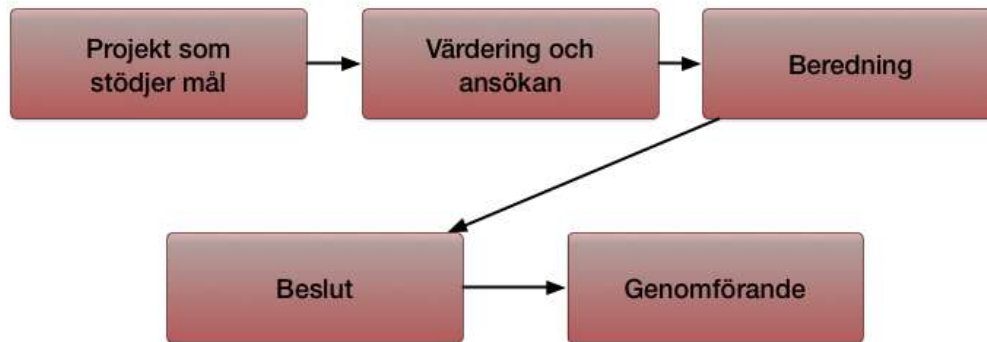 Projekt som
stödjer mål
Värdering och
ansökan
Beredning
Beslut
Genomförande